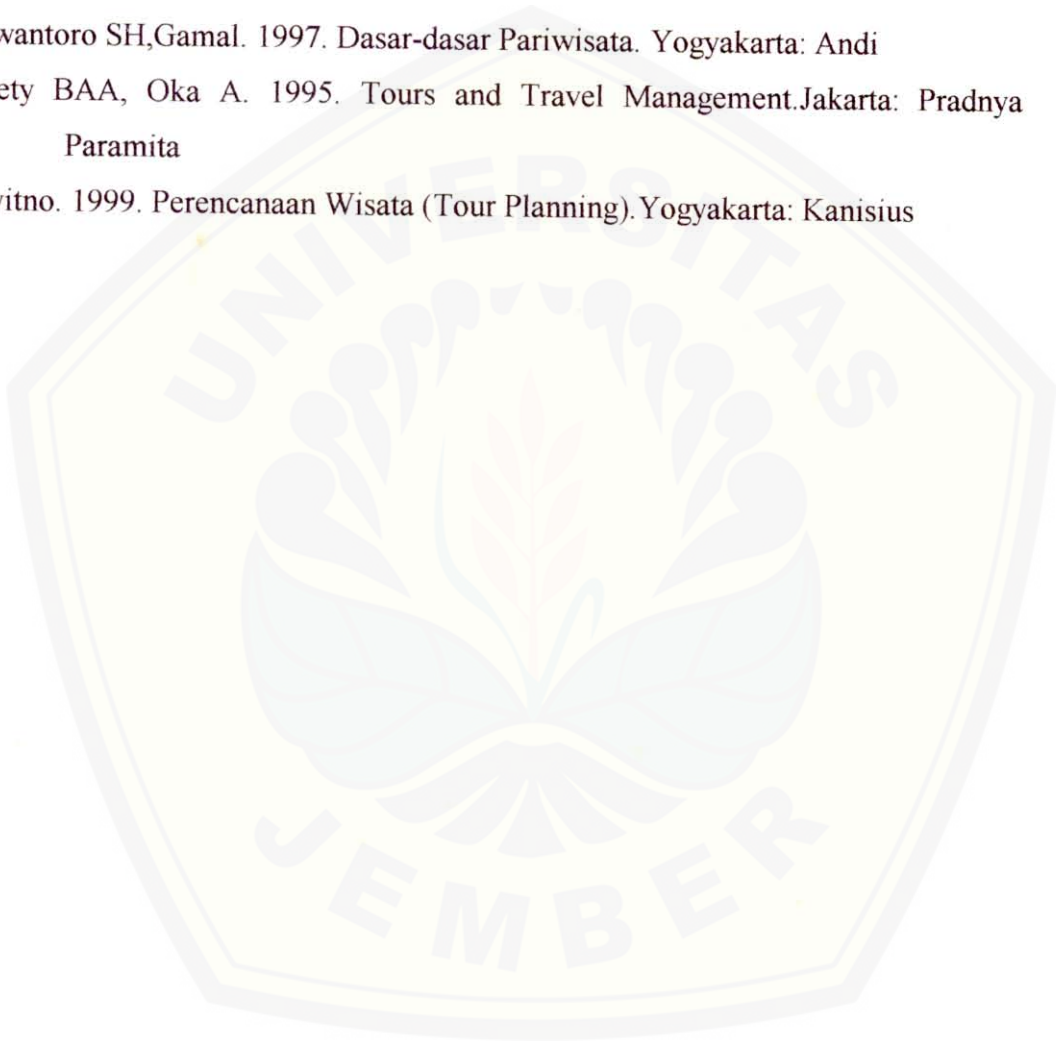 wantoro SH,Gamal. 1997. Dasar-dasar Pariwisata. Yogyakarta: Andi
ety BAA, Oka A. 1995. Tours and Travel Management.Jakarta: Pradnya
Paramita
itno. 1999. Perencanaan Wisata (Tour Planning).Yogyakarta: Kanisius
UNIVERSITAS
JEMBER